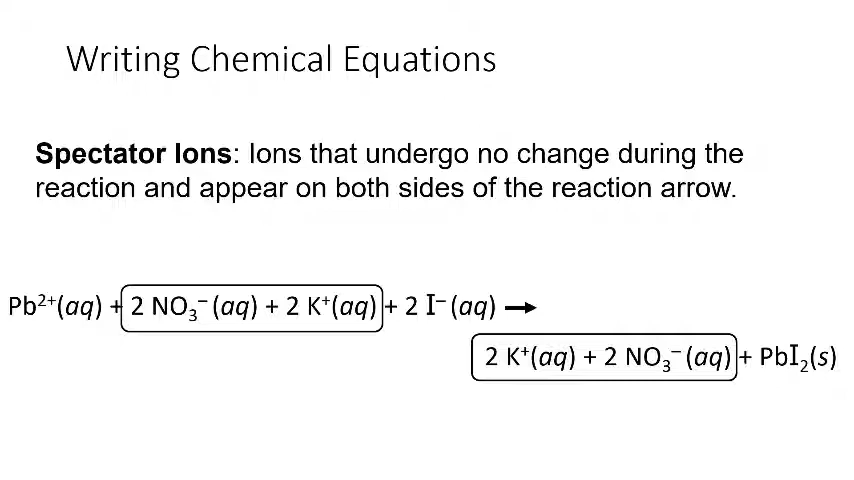 Writing Chemical Equations
Spectator Ions: Ions that undergo no change during the
reaction and appear on both sides of the reaction arrow.
Pb²⁺(aq) + 2 NO₃⁻ (aq) + 2 K⁺(aq) + 2 I⁻ (aq) →
2 K⁺(aq) + 2 NO₃⁻ (aq) + PbI₂(s)